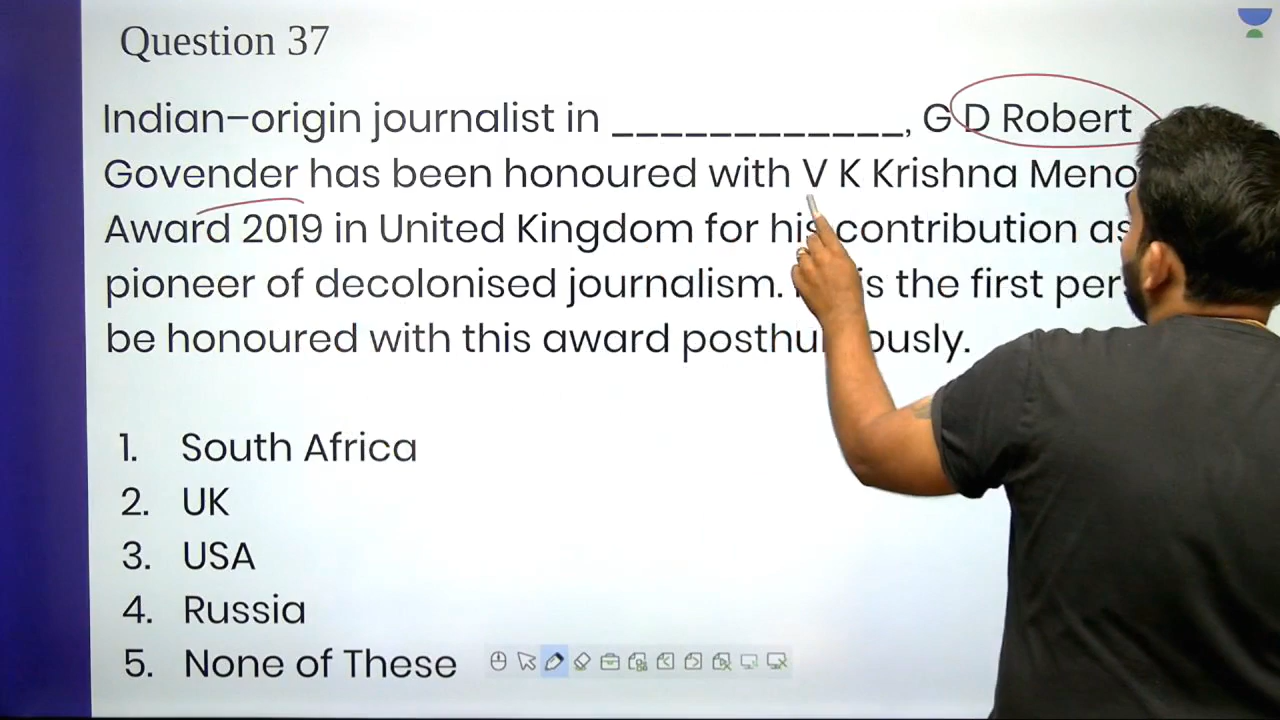 Question 37
Indian–origin journalist in ____________, G D Robert
Govender has been honoured with V K Krishna
Award 2019 in United Kingdom for his contribution
pioneer of decolonised journalism. is the first
be honoured with this award
1. South Africa
2. UK
3. USA
4. Russia
5. None of These